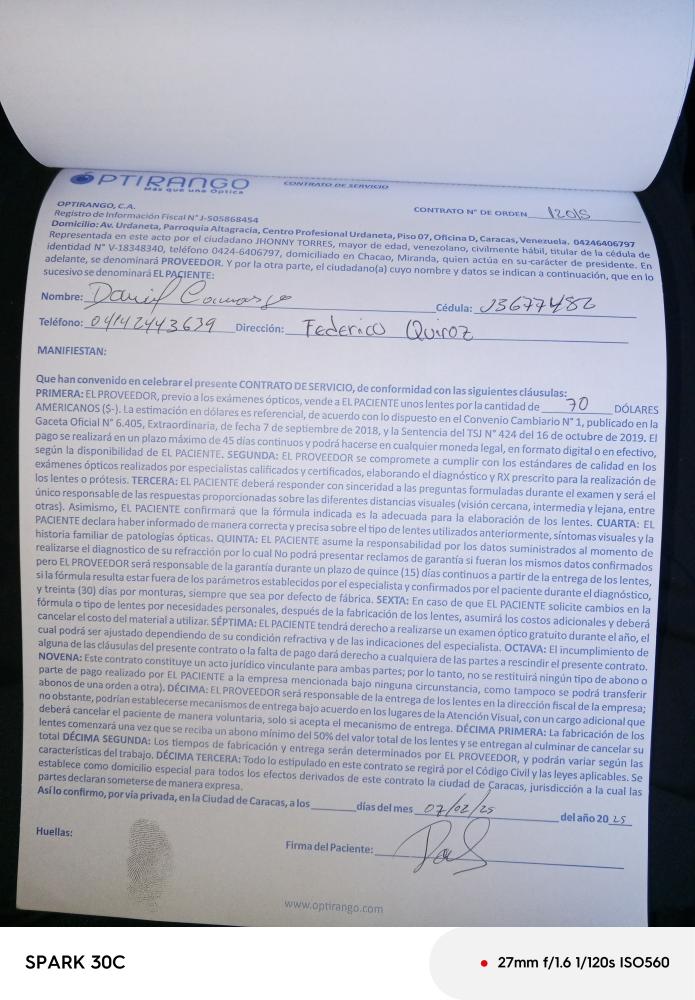 OPTIRANGO
Más que una Óptica
CONTRATO DE SERVICIO
OPTIRANGO, C.A.
CONTRATO N° DE ORDEN 12015
Registro de Información Fiscal N° J-505868454
Domicilio: Av. Urdaneta, Parroquia Altagracia, Centro Profesional Urdaneta, Piso 07, Oficina D, Caracas, Venezuela. 04246406797
Representada en este acto por el ciudadano JHONNY TORRES, mayor de edad, venezolano, civilmente hábil, titular de la cédula de
identidad N° V-18348340, teléfono 0424-6406797, domiciliado en Chacao, Miranda, quien actúa en su-carácter de presidente. En
adelante, se denominará PROVEEDOR. Y por la otra parte, el ciudadano(a) cuyo nombre y datos se indican a continuación, que en lo
sucesivo se denominará EL PACIENTE:
Nombre: Daniel Cédula: J3677482
Teléfono: 04142443639 Dirección: Federico Quiroz
MANIFIESTAN:
Que han convenido en celebrar el presente CONTRATO DE SERVICIO, de conformidad con las siguientes cláusulas:
PRIMERA: EL PROVEEDOR, previo a los exámenes ópticos, vende a EL PACIENTE unos lentes por la cantidad de 70 DÓLARES
AMERICANOS ($-). La estimación en dólares es referencial, de acuerdo con lo dispuesto en el Convenio Cambiario N° 1, publicado en la
Gaceta Oficial N° 6.405, Extraordinaria, de fecha 7 de septiembre de 2018, y la Sentencia del TSJ N° 424 del 16 de octubre de 2019. El
pago se realizará en un plazo máximo de 45 días continuos y podrá hacerse en cualquier moneda legal, en formato digital o en efectivo,
según la disponibilidad de EL PACIENTE. SEGUNDA: EL PROVEEDOR se compromete a cumplir con los estándares de calidad en los
exámenes ópticos realizados por especialistas calificados y certificados, elaborando el diagnóstico y RX prescrito para la realización de
los lentes o prótesis. TERCERA: EL PACIENTE deberá responder con sinceridad a las preguntas formuladas durante el examen y será el
único responsable de las respuestas proporcionadas sobre las diferentes distancias visuales (visión cercana, intermedia y lejana, entre
otras). Asimismo, EL PACIENTE confirmará que la fórmula indicada es la adecuada para la elaboración de los lentes. CUARTA: EL
PACIENTE declara haber informado de manera correcta y precisa sobre el tipo de lentes utilizados anteriormente, síntomas visuales y la
historia familiar de patologías ópticas. QUINTA: EL PACIENTE asume la responsabilidad por los datos suministrados al momento de
realizarse el diagnostico de su refracción por lo cual No podrá presentar reclamos de garantía si fueran los mismos datos confirmados
pero EL PROVEEDOR será responsable de la garantía durante un plazo de quince (15) días continuos a partir de la entrega de los lentes,
si la fórmula resulta estar fuera de los parámetros establecidos por el especialista y confirmados por el paciente durante el diagnóstico,
y treinta (30) días por monturas, siempre que sea por defecto de fábrica. SEXTA: En caso de que EL PACIENTE solicite cambios en la
fórmula o tipo de lentes por necesidades personales, después de la fabricación de los lentes, asumirá los costos adicionales y deberá
cancelar el costo del material a utilizar. SÉPTIMA: EL PACIENTE tendrá derecho a realizarse un examen óptico gratuito durante el año, el
cual podrá ser ajustado dependiendo de su condición refractiva y de las indicaciones del especialista. OCTAVA: El incumplimiento de
alguna de las cláusulas del presente contrato o la falta de pago dará derecho a cualquiera de las partes a rescindir el presente contrato.
NOVENA: Este contrato constituye un acto jurídico vinculante para ambas partes; por lo tanto, no se restituirá ningún tipo de abono o
parte de pago realizado por EL PACIENTE a la empresa mencionada bajo ninguna circunstancia, como tampoco se podrá transferir
abonos de una orden a otra). DÉCIMA: EL PROVEEDOR será responsable de la entrega de los lentes en la dirección fiscal de la empresa;
no obstante, podrían establecerse mecanismos de entrega bajo acuerdo en los lugares de la Atención Visual, con un cargo adicional que
deberá cancelar el paciente de manera voluntaria, solo si acepta el mecanismo de entrega. DÉCIMA PRIMERA: La fabricación de los
lentes comenzará una vez que se reciba un abono mínimo del 50% del valor total de los lentes y se entregan al culminar de cancelar su
total DÉCIMA SEGUNDA: Los tiempos de fabricación y entrega serán determinados por EL PROVEEDOR, y podrán variar según las
características del trabajo. DÉCIMA TERCERA: Todo lo estipulado en este contrato se regirá por el Código Civil y las leyes aplicables. Se
establece como domicilio especial para todos los efectos derivados de este contrato la ciudad de Caracas, jurisdicción a la cual las
partes declaran someterse de manera expresa.
Así lo confirmo, por vía privada, en la Ciudad de Caracas, a los ______ días del mes 07/02/25 del año 2025
Huellas:
Firma del Paciente:
www.optirango.com
SPARK 30C
27mm f/1.6 1/120s ISO560